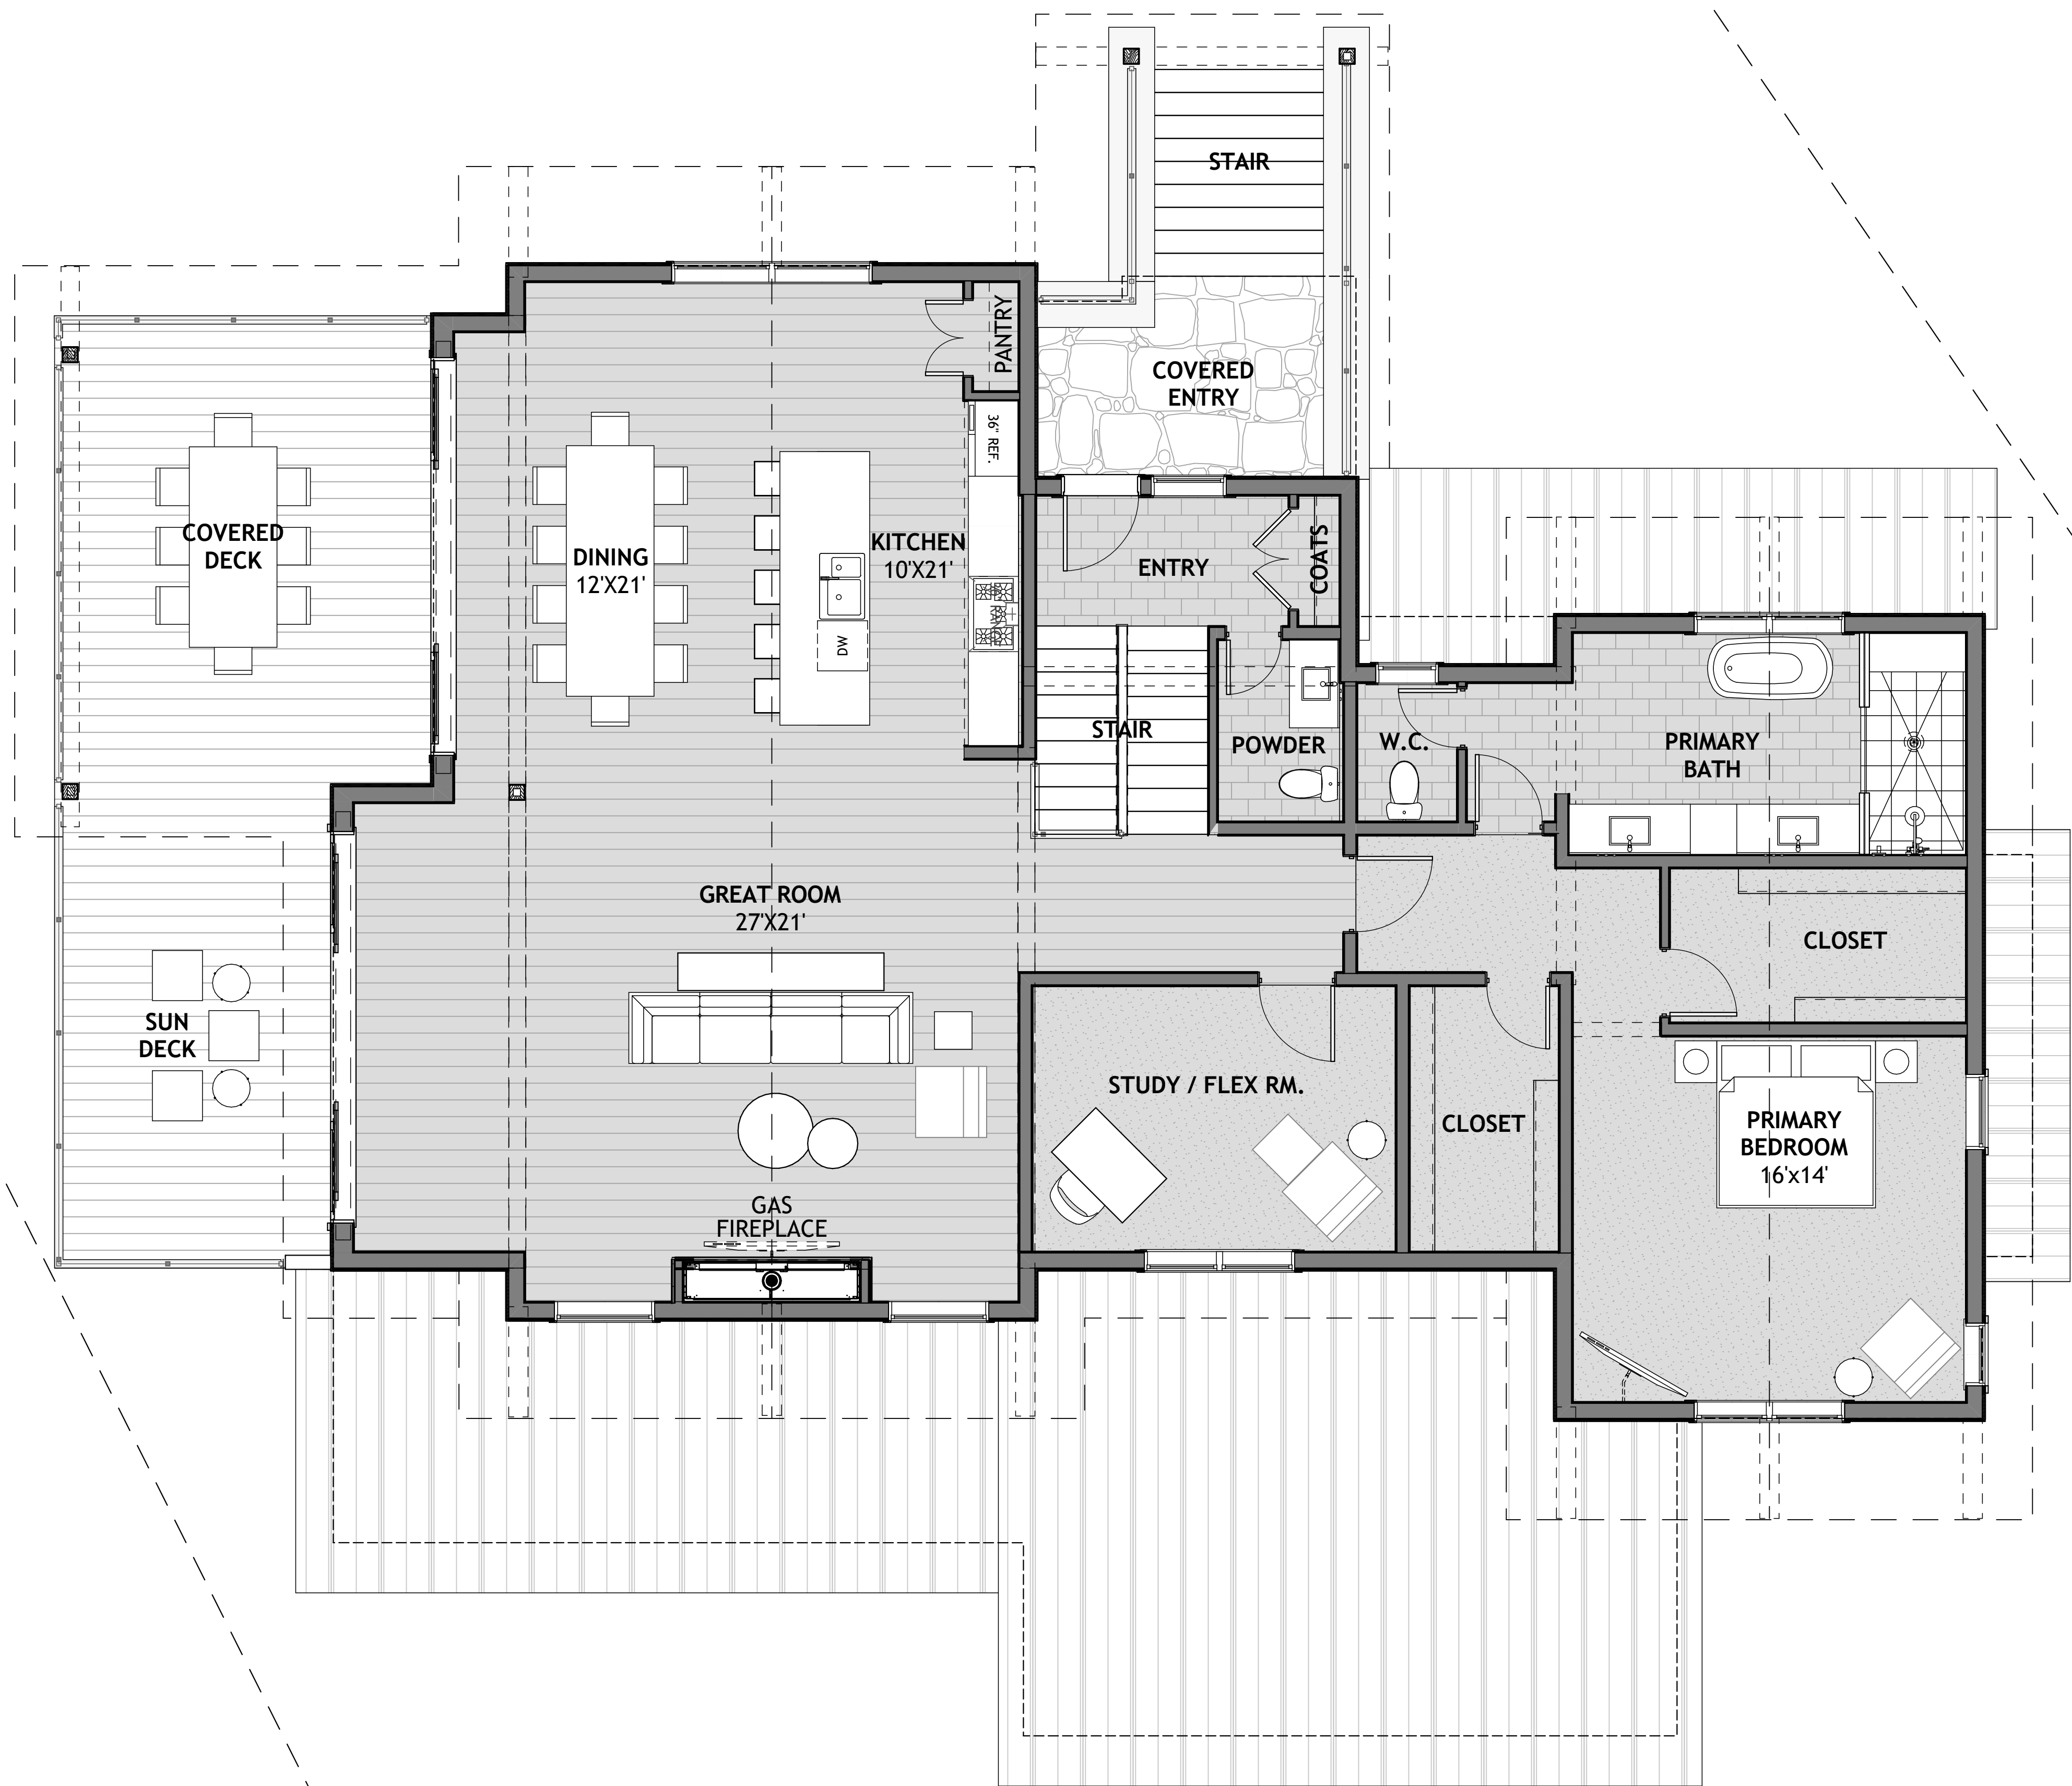 STAIR
PANTRY
COVERED
ENTRY
36" REF.
COVERED
DECK
DINING
12'X21'
KITCHEN
10'X21'
ENTRY
COATS
RANGE
DW
STAIR
POWDER
W.C.
PRIMARY
BATH
GREAT ROOM
27'X21'
CLOSET
SUN
DECK
STUDY / FLEX RM.
CLOSET
PRIMARY
BEDROOM
16'x14'
GAS
FIREPLACE